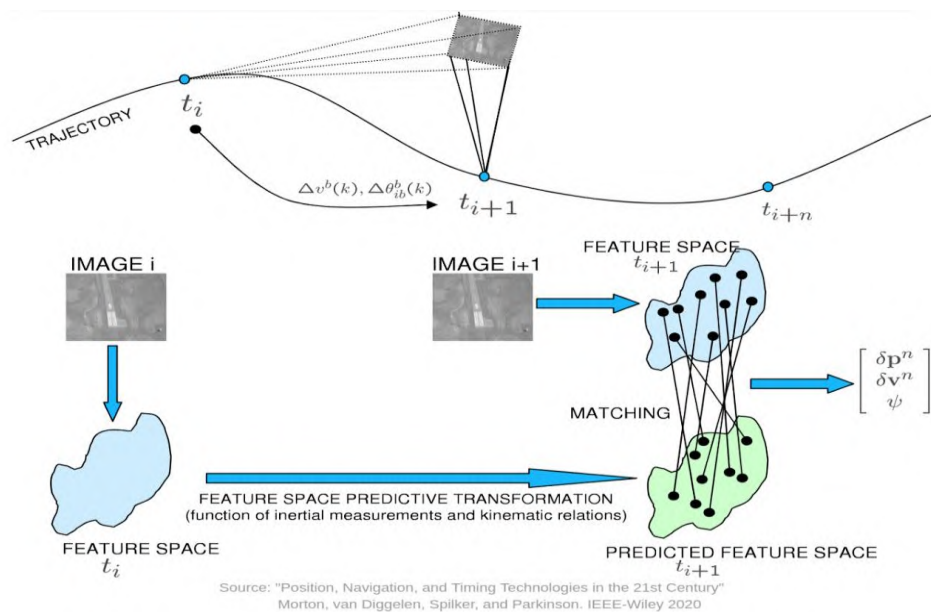 t_i
TRAJECTORY
Δv^b(k), Δθ^b_{ib}(k)
t_{i+1}
t_{i+n}
IMAGE i
IMAGE i+1
FEATURE SPACE
t_{i+1}
δp^n
δv^n
ψ
MATCHING
FEATURE SPACE PREDICTIVE TRANSFORMATION
(function of inertial measurements and kinematic relations)
FEATURE SPACE
t_i
PREDICTED FEATURE SPACE
t_{i+1}
Source: "Position, Navigation, and Timing Technologies in the 21st Century"
Morton, van Diggelen, Spilker, and Parkinson. IEEE-Wiley 2020